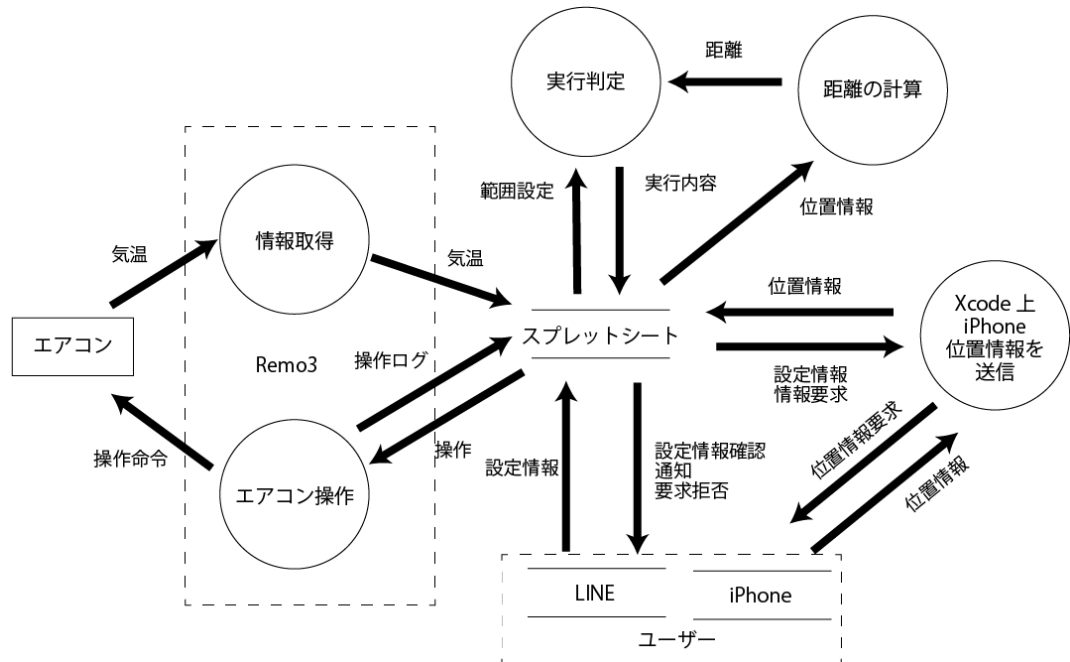 距離
実行判定
距離の計算
範囲設定
実行内容
位置情報
情報取得
気温
気温
位置情報
スプレットシート
Xcode 上
iPhone
位置情報を
送信
エアコン
Remo3
操作ログ
設定情報
情報要求
操作命令
操作
設定情報
設定情報確認
通知
要求拒否
位置情報要求
位置情報
エアコン操作
LINE
iPhone
ユーザー